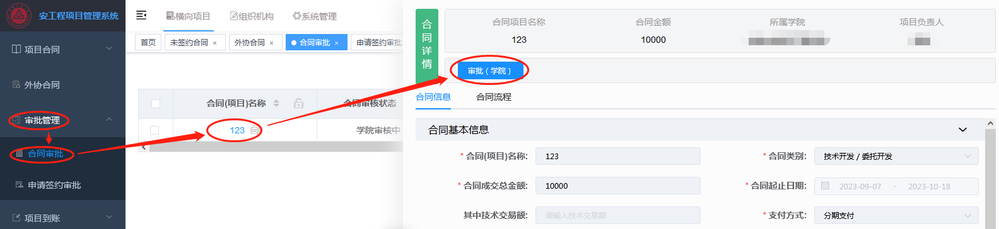 安工程项目管理系统
项目合同
外协合同
审批管理
合同审批
申请签约审批
项目到账
横向项目 组织机构 系统管理
首页 未签约合同 × 外协合同 × 合同审批 × 申请签约审批
合同(项目)名称 合同审核状态
123 学院审核中
合同详情
合同项目名称 合同金额 所属学院 项目负责人
123 10000
审批（学院）
合同信息 合同流程
合同基本信息
* 合同(项目)名称: 123 * 合同类别: 技术开发 / 委托开发
* 合同成交总金额: 10000 * 合同起止日期: 2023-09-07 - 2023-10-18
其中技术交易额: 请输入技术交易额 * 支付方式: 分期支付